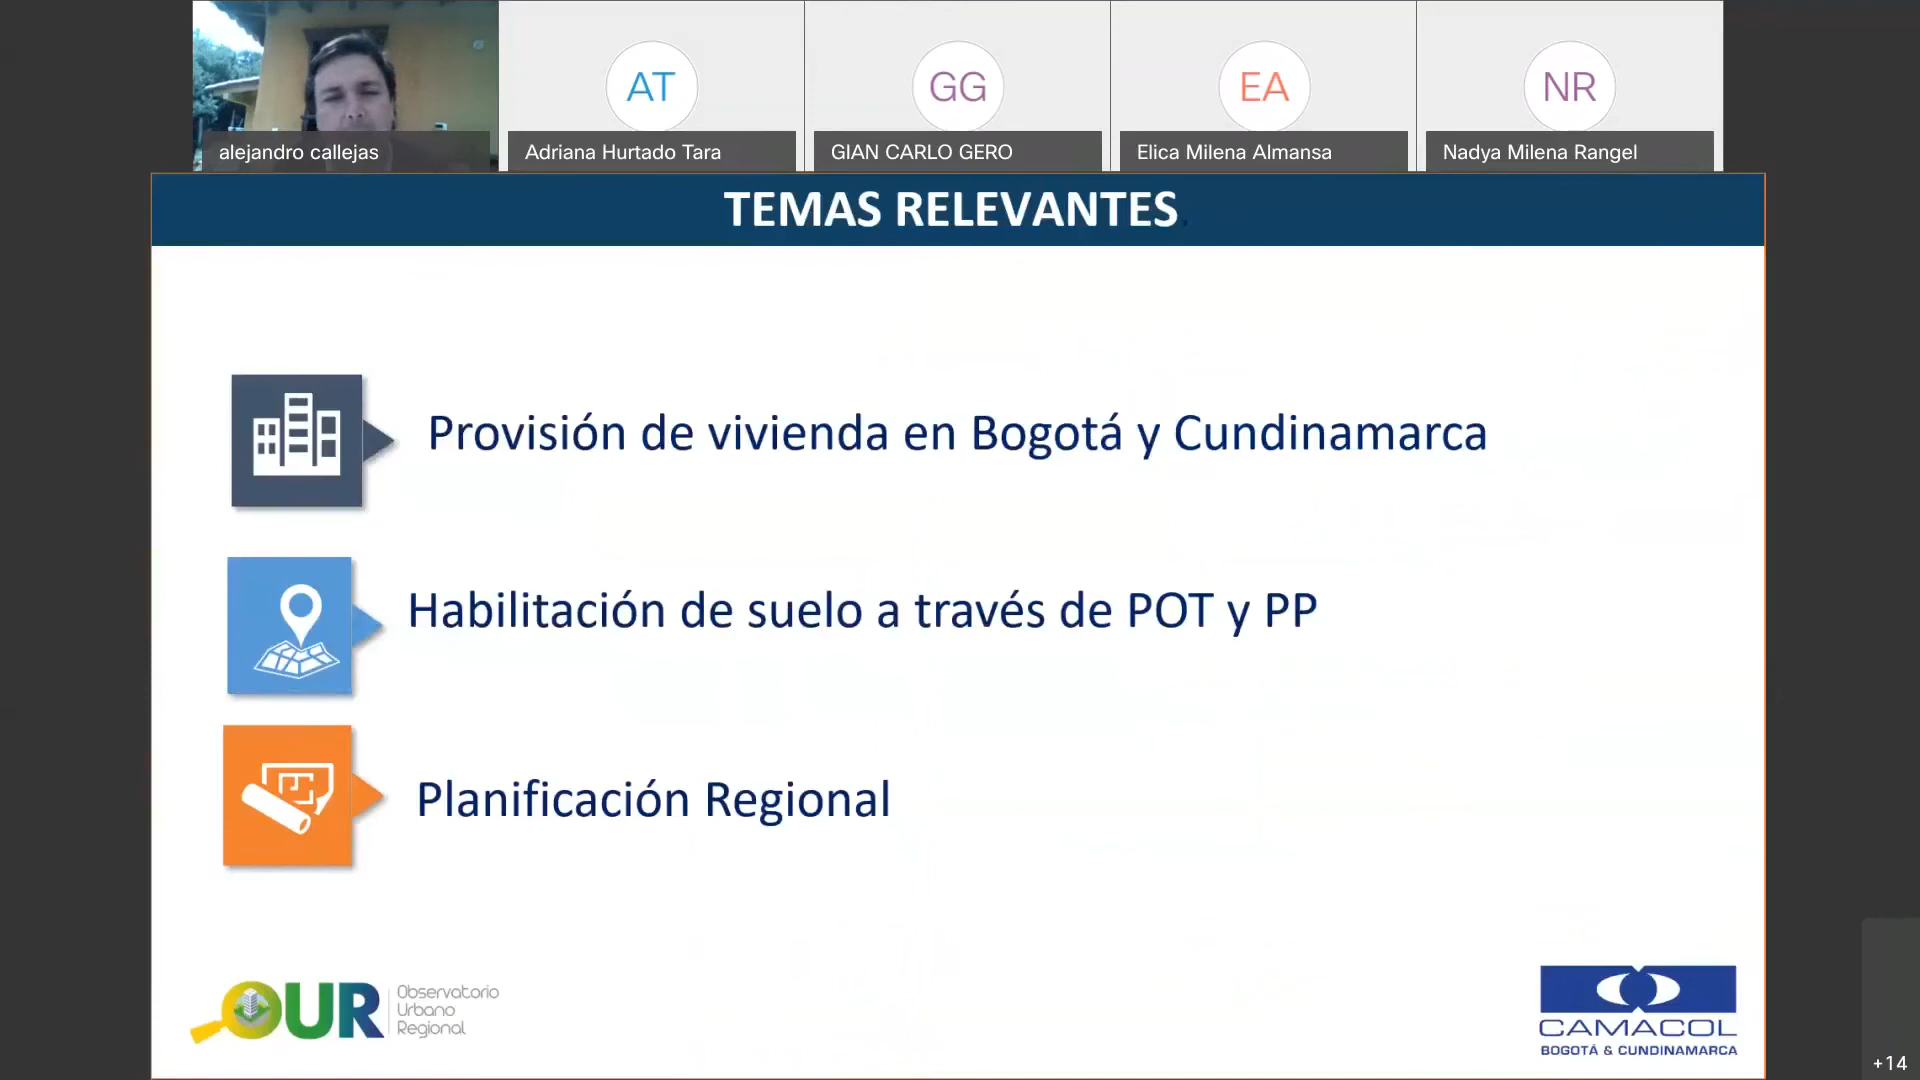 AT
GG
EA
NR
alejandro callejas
Adriana Hurtado Tara
GIAN CARLO GERO
Elica Milena Almansa
Nadya Milena Rangel
TEMAS RELEVANTES.
Provisión de vivienda en Bogotá y Cundinamarca
Habilitación de suelo a través de POT y PP
Planificación Regional
OUR
Observatorio
Urbano
Regional
CAMACOL
BOGOTÁ & CUNDINAMARCA
+14